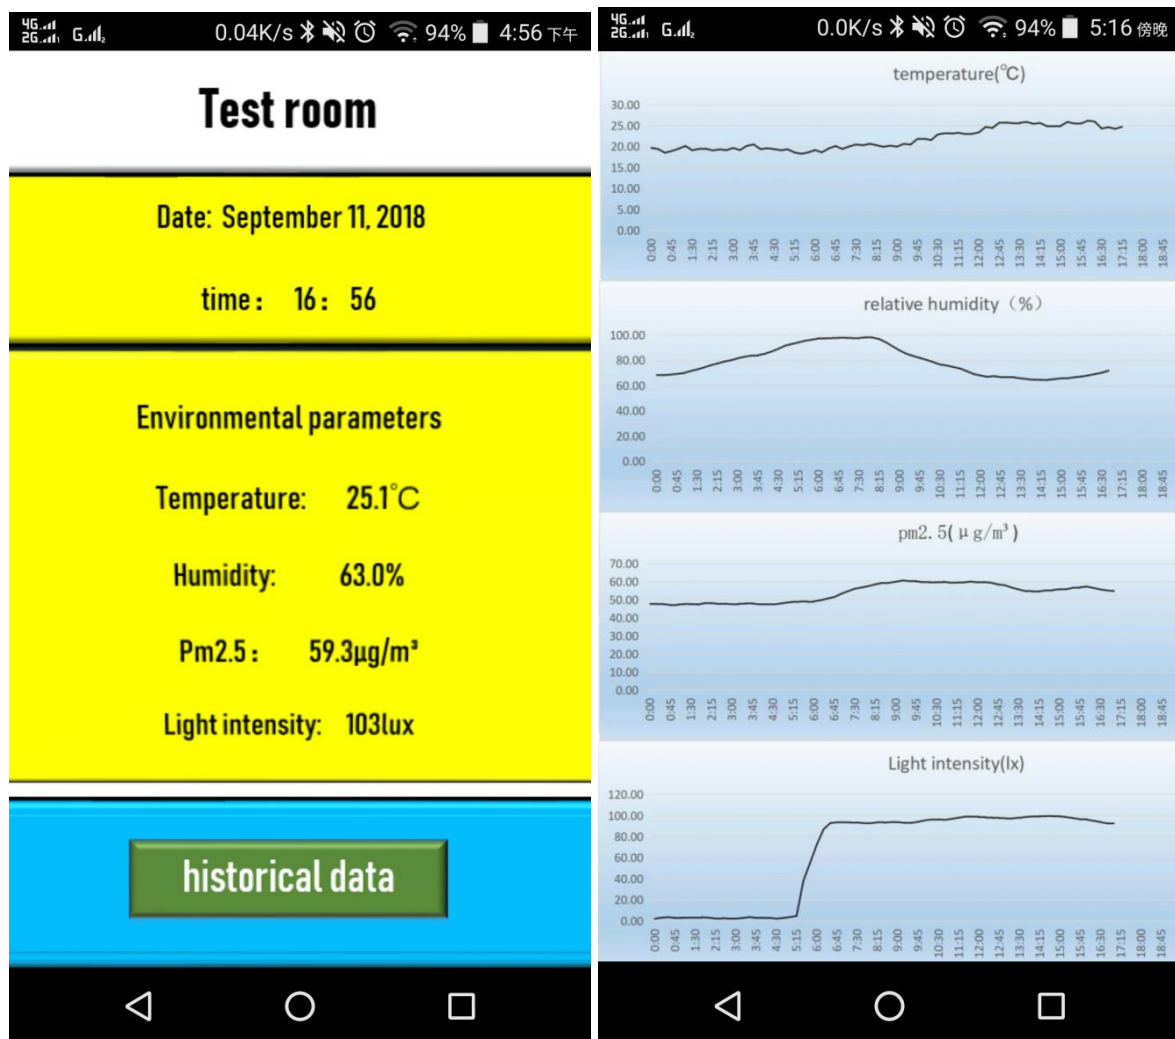 4G 2G G 2 0.04K/s 94% 4:56 下午
Test room
Date: September 11, 2018
time： 16： 56
Environmental parameters
Temperature: 25.1℃
Humidity: 63.0%
Pm2.5： 59.3μg/m³
Light intensity: 103lux
historical data
4G 2G G 2 0.0K/s 94% 5:16 傍晚
temperature(℃)
30.00
25.00
20.00
15.00
10.00
5.00
0.00
0:00 0:45 1:30 2:15 3:00 3:45 4:30 5:15 6:00 6:45 7:30 8:15 9:00 9:45 10:30 11:15 12:00 12:45 13:30 14:15 15:00 15:45 16:30 17:15 18:00 18:45
relative humidity（%）
100.00
80.00
60.00
40.00
20.00
0.00
0:00 0:45 1:30 2:15 3:00 3:45 4:30 5:15 6:00 6:45 7:30 8:15 9:00 9:45 10:30 11:15 12:00 12:45 13:30 14:15 15:00 15:45 16:30 17:15 18:00 18:45
pm2.5(μg/m³)
70.00
60.00
50.00
40.00
30.00
20.00
10.00
0.00
0:00 0:45 1:30 2:15 3:00 3:45 4:30 5:15 6:00 6:45 7:30 8:15 9:00 9:45 10:30 11:15 12:00 12:45 13:30 14:15 15:00 15:45 16:30 17:15 18:00 18:45
Light intensity(lx)
120.00
100.00
80.00
60.00
40.00
20.00
0.00
0:00 0:45 1:30 2:15 3:00 3:45 4:30 5:15 6:00 6:45 7:30 8:15 9:00 9:45 10:30 11:15 12:00 12:45 13:30 14:15 15:00 15:45 16:30 17:15 18:00 18:45